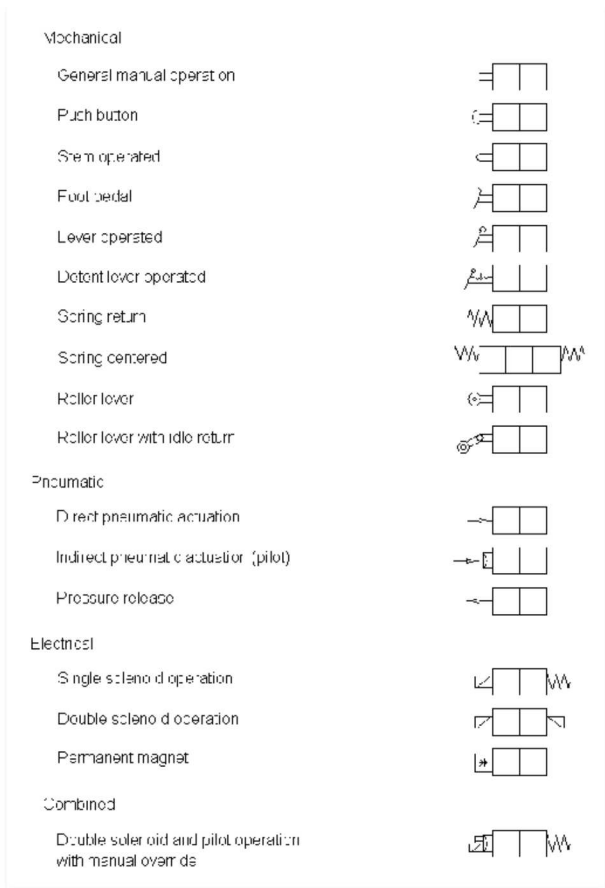 Mechanical
General manual operation
Push button
Stem operated
Foot pedal
Lever operated
Detent lever operated
Spring return
Spring centered
Roller lever
Roller lever with idle return
Pneumatic
Direct pneumatic actuation
Indirect pneumatic actuation (pilot)
Pressure release
Electrical
Single solenoid operation
Double solenoid operation
Permanent magnet
Combined
Double solenoid and pilot operation
with manual override